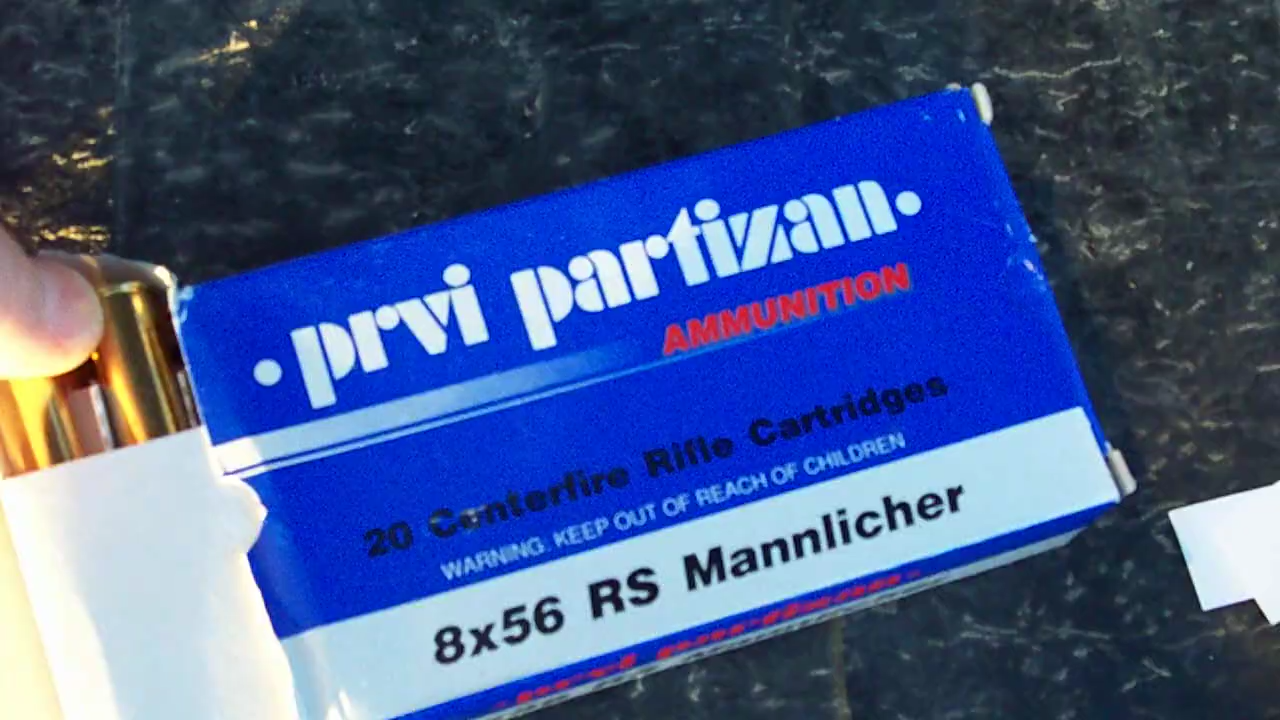 •prvi partizan•
AMMUNITION
20 Centerfire Rifle Cartridges
WARNING. KEEP OUT OF REACH OF CHILDREN
8x56 RS Mannlicher